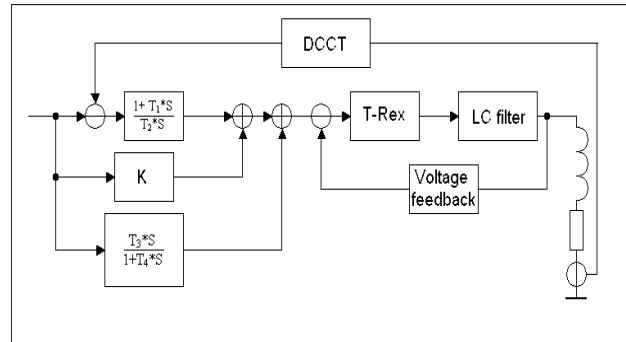 DCCT
1+ T₁*S
T₂*S
T-Rex
LC filter
K
Voltage
feedback
T₃*S
1+T₄*S